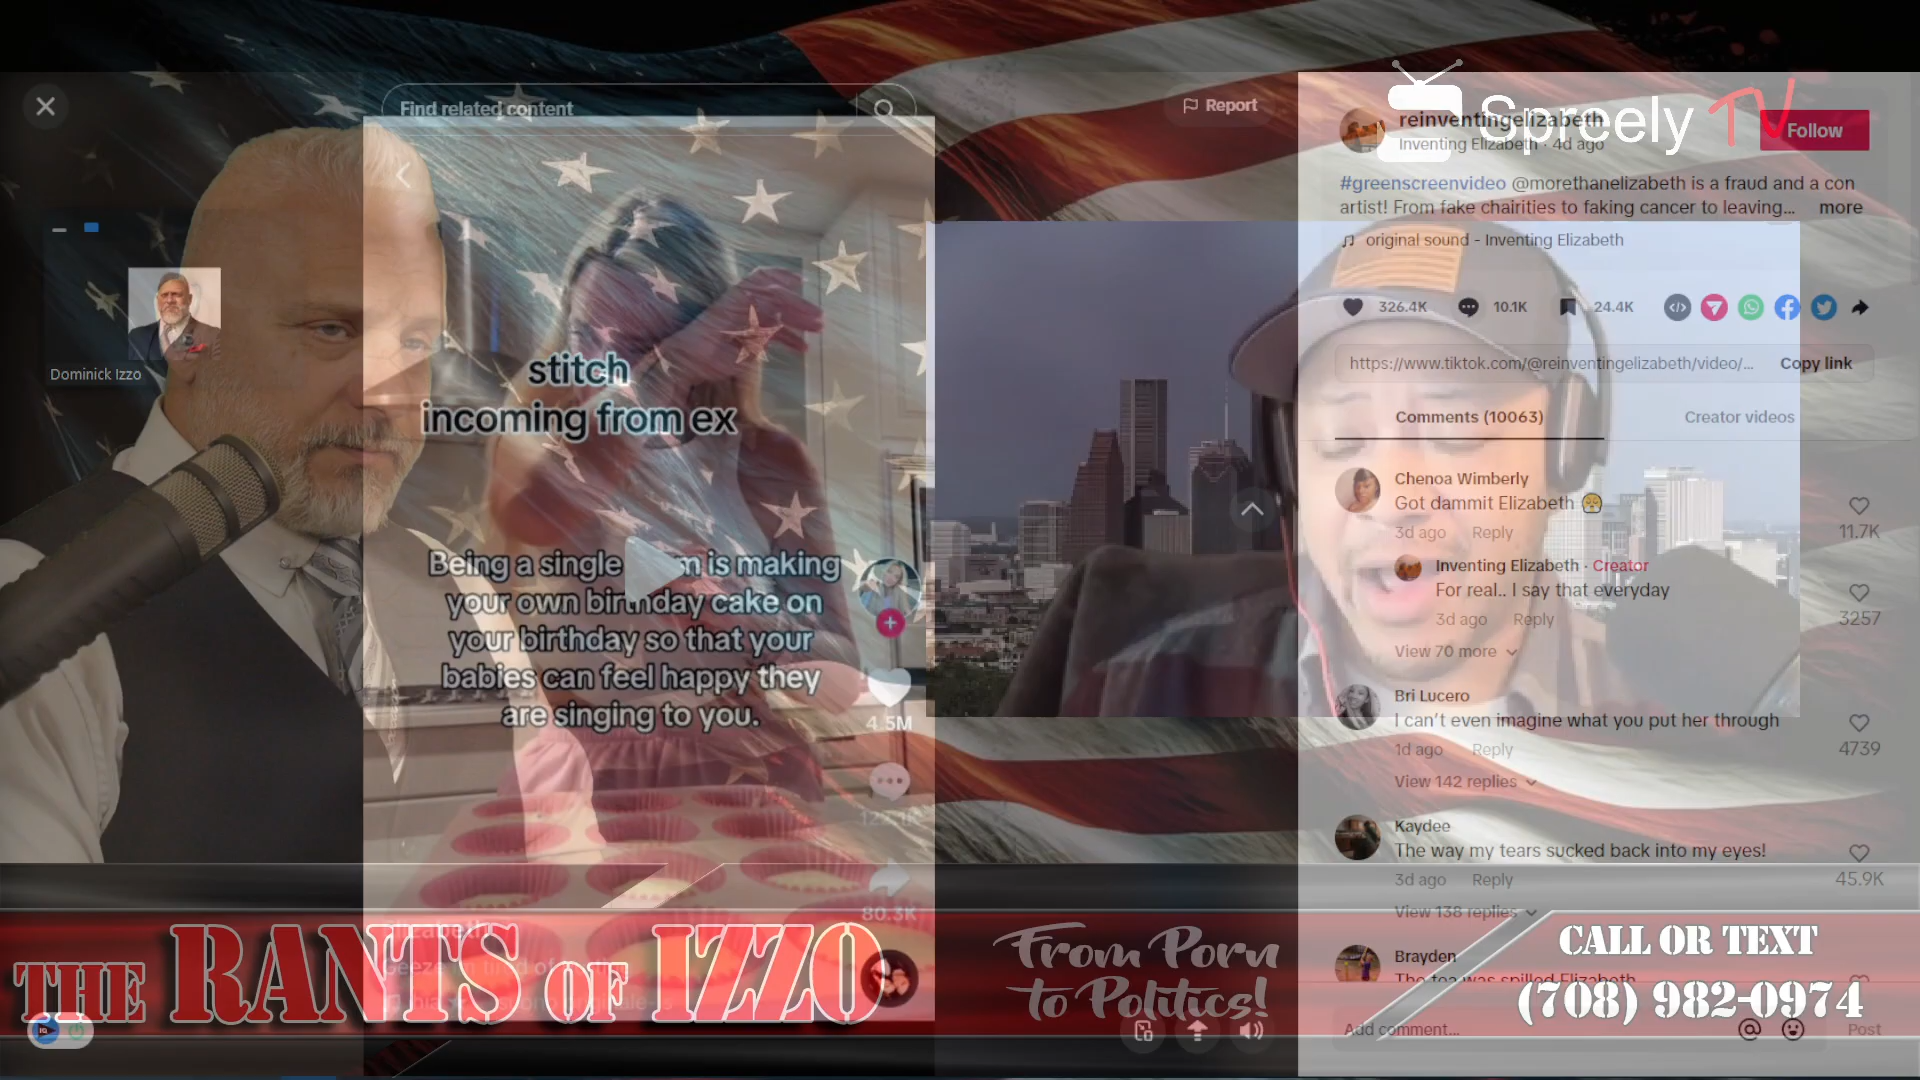 Find related content
Report
Spreely TV
reinventingelizabeth
Follow
Inventing Elizabeth · 4d ago
#greenscreenvideo @morethanelizabeth is a fraud and a con
artist! From fake chairities to faking cancer to leaving... more
original sound - Inventing Elizabeth
326.4K 10.1K 24.4K
https://www.tiktok.com/@reinventingelizabeth/video/... Copy link
Comments (10063) Creator videos
Dominick Izzo
stitch
incoming from ex
Being a single is making
your own birthday cake on
your birthday so that your
babies can feel happy they
are singing to you.
4.5M
80.3K
Chenoa Wimberly
Got dammit Elizabeth 😩
3d ago Reply
11.7K
Inventing Elizabeth · Creator
For real.. I say that everyday
3d ago Reply
3257
View 70 more
Bri Lucero
I can't even imagine what you put her through
1d ago Reply
4739
View 142 replies
Kaydee
The way my tears sucked back into my eyes!
3d ago Reply
45.9K
View 138 replies
Brayden
The tea was spilled Elizabeth
Add comment...
Post
THE RANTS OF IZZO
From Porn
to Politics!
CALL OR TEXT
(708) 982-0974